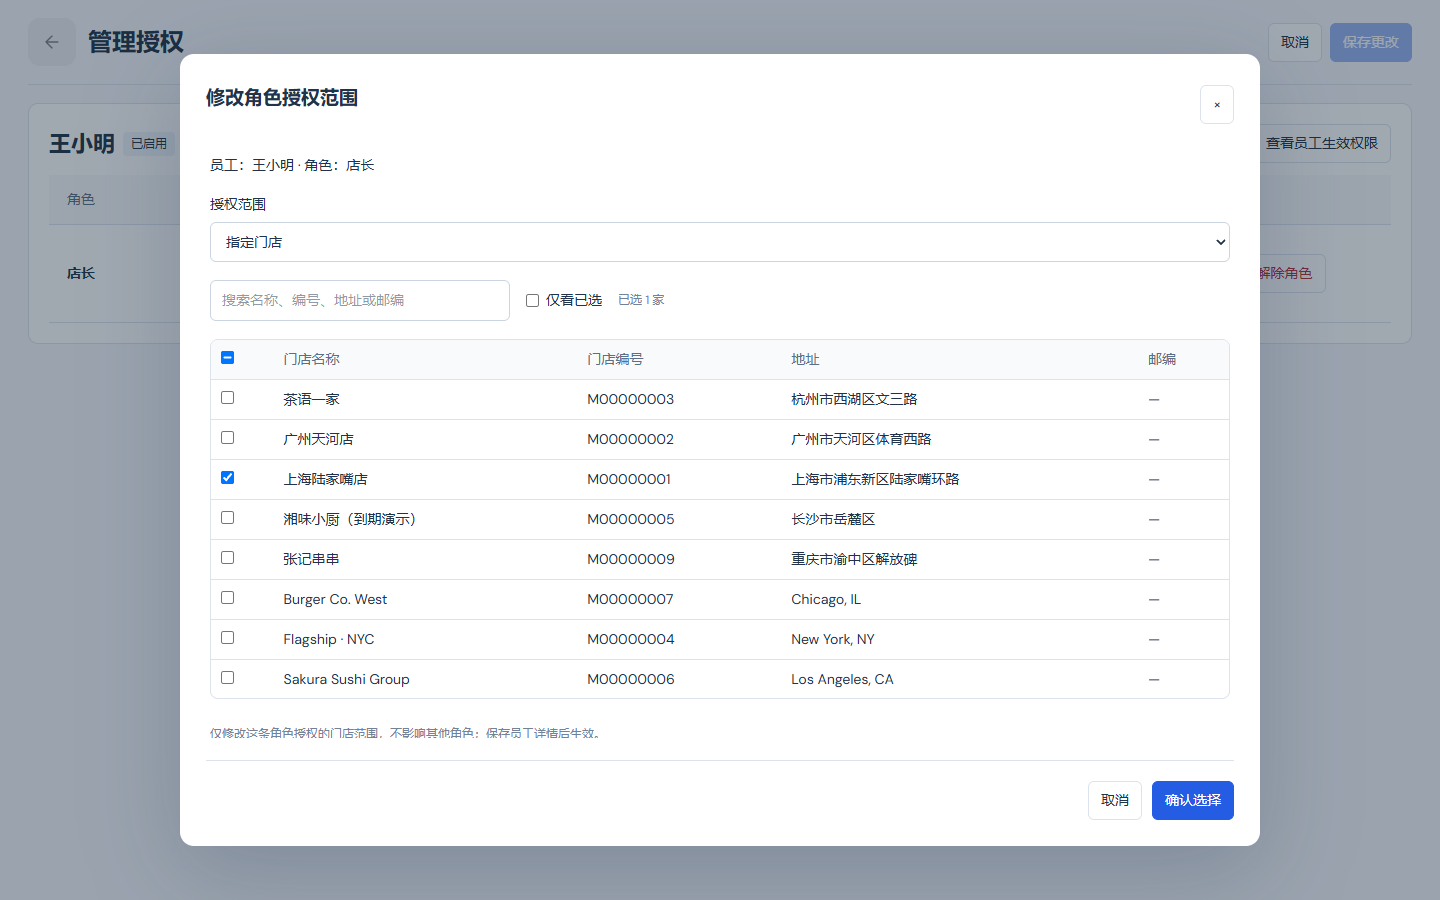 管理授权
取消
保存更改
王小明 已启用
查看员工生效权限
角色
店长
解除角色
修改角色授权范围
×
员工：王小明 · 角色：店长
授权范围
指定门店
搜索名称、编号、地址或邮编
仅看已选 已选 1 家
门店名称 门店编号 地址 邮编
茶语一家 M00000003 杭州市西湖区文三路 —
广州天河店 M00000002 广州市天河区体育西路 —
上海陆家嘴店 M00000001 上海市浦东新区陆家嘴环路 —
湘味小厨（到期演示） M00000005 长沙市岳麓区 —
张记串串 M00000009 重庆市渝中区解放碑 —
Burger Co. West M00000007 Chicago, IL —
Flagship · NYC M00000004 New York, NY —
Sakura Sushi Group M00000006 Los Angeles, CA —
仅修改这条角色授权的门店范围，不影响其他角色；保存员工详情后生效。
取消
确认选择